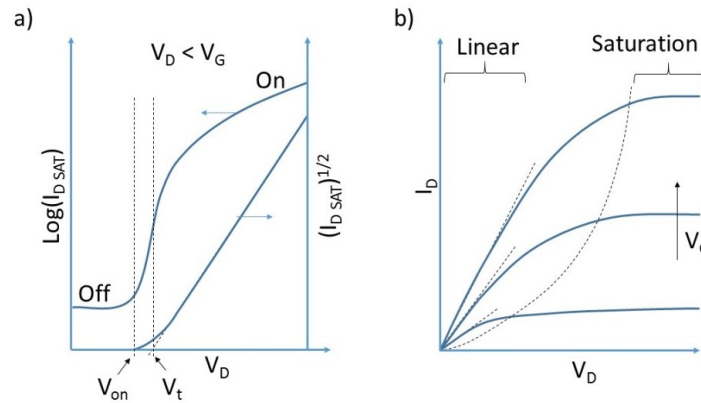 a)
V_D < V_G
On
Off
Log(I_D SAT)
(I_D SAT)^1/2
V_D
V_on
V_t
b)
Linear
Saturation
I_D
V_D